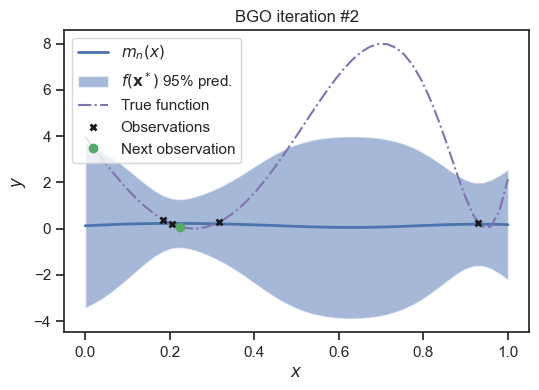 BGO iteration #2
mₙ(x)
f(x*) 95% pred.
True function
Observations
Next observation
y
8
6
4
2
0
−2
−4
0.0 0.2 0.4 0.6 0.8 1.0
x